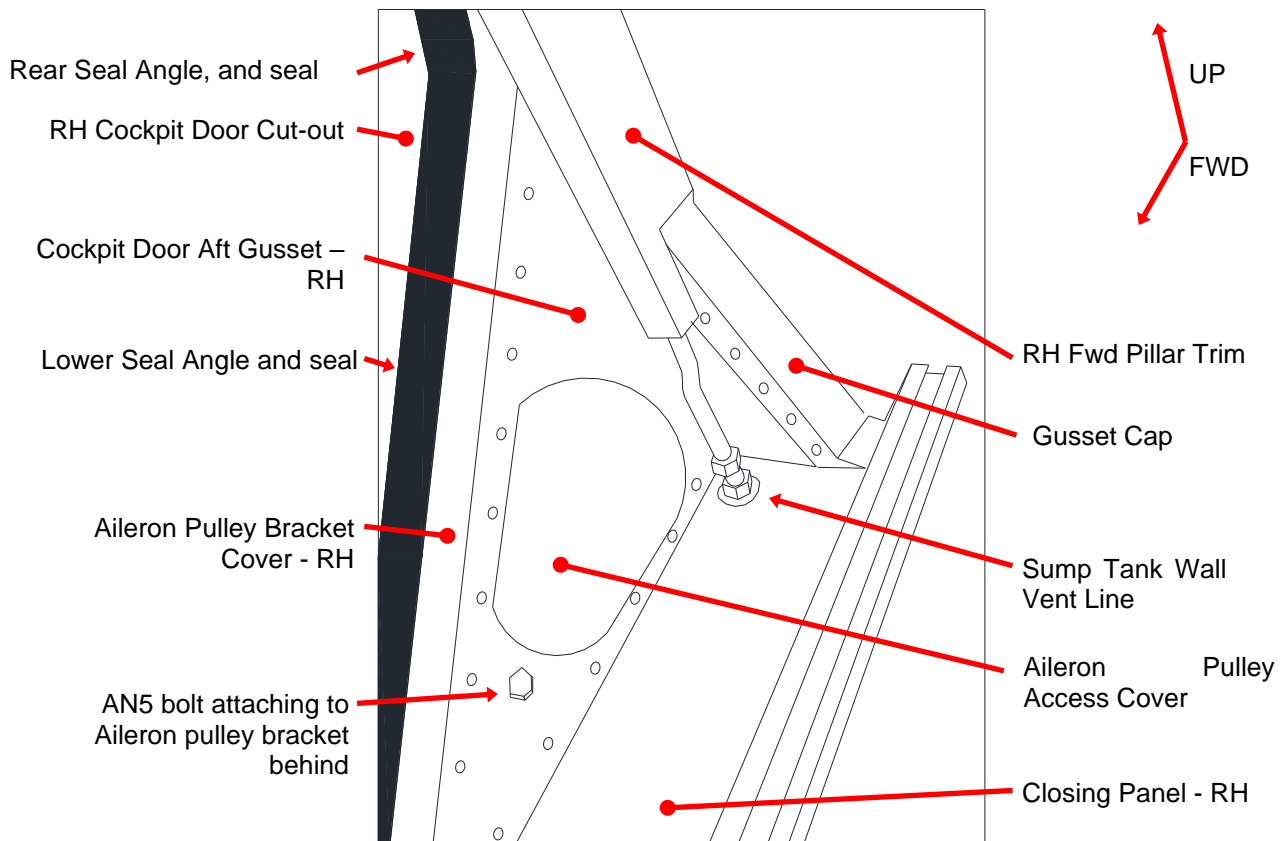 Rear Seal Angle, and seal
RH Cockpit Door Cut-out
Cockpit Door Aft Gusset –
RH
Lower Seal Angle and seal
Aileron Pulley Bracket
Cover - RH
AN5 bolt attaching to
Aileron pulley bracket
behind
UP
FWD
RH Fwd Pillar Trim
Gusset Cap
Sump Tank Wall
Vent Line
Aileron Pulley
Access Cover
Closing Panel - RH